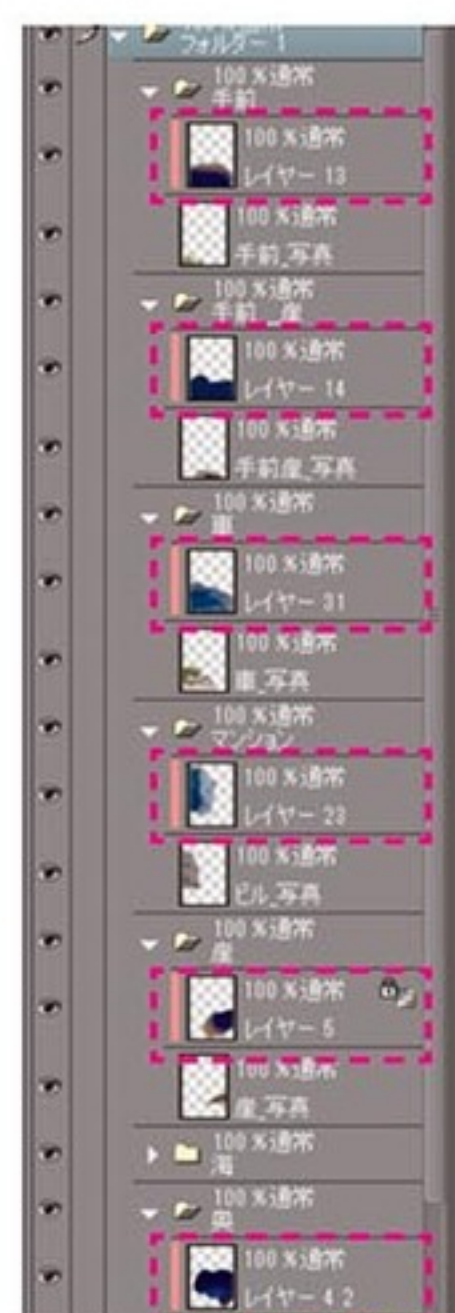 フォルダー 1
100 %通常
手前
100 %通常
レイヤー 13
100 %通常
手前_写真
100 %通常
手前 _崖
100 %通常
レイヤー 14
100 %通常
手前崖_写真
100 %通常
車
100 %通常
レイヤー 31
100 %通常
車_写真
100 %通常
マンション
100 %通常
レイヤー 23
100 %通常
ビル_写真
100 %通常
崖
100 %通常
レイヤー 5
100 %通常
崖_写真
100 %通常
海
100 %通常
奥
100 %通常
レイヤー 4 2